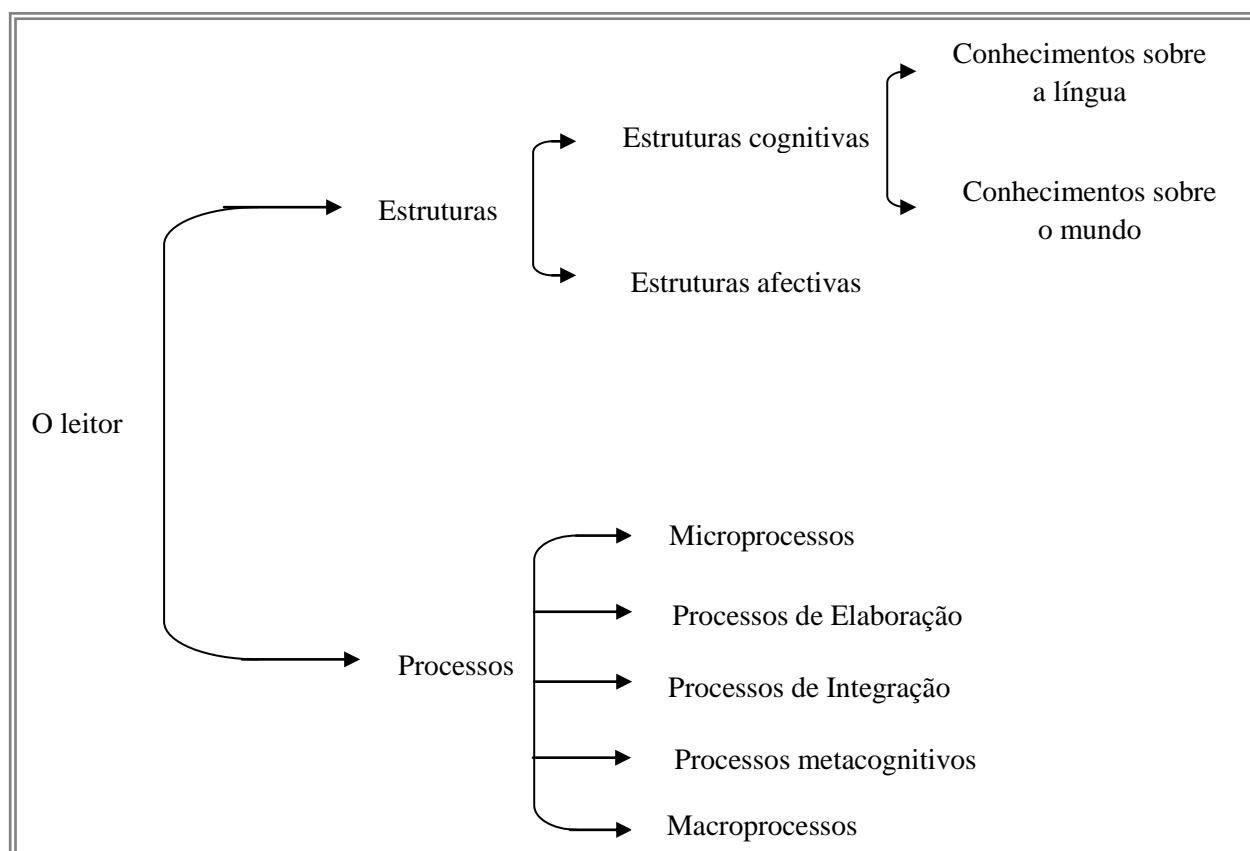 Conhecimentos sobre
a língua
Estruturas cognitivas
Conhecimentos sobre
o mundo
Estruturas
Estruturas afectivas
O leitor
Microprocessos
Processos de Elaboração
Processos
Processos de Integração
Processos metacognitivos
Macroprocessos